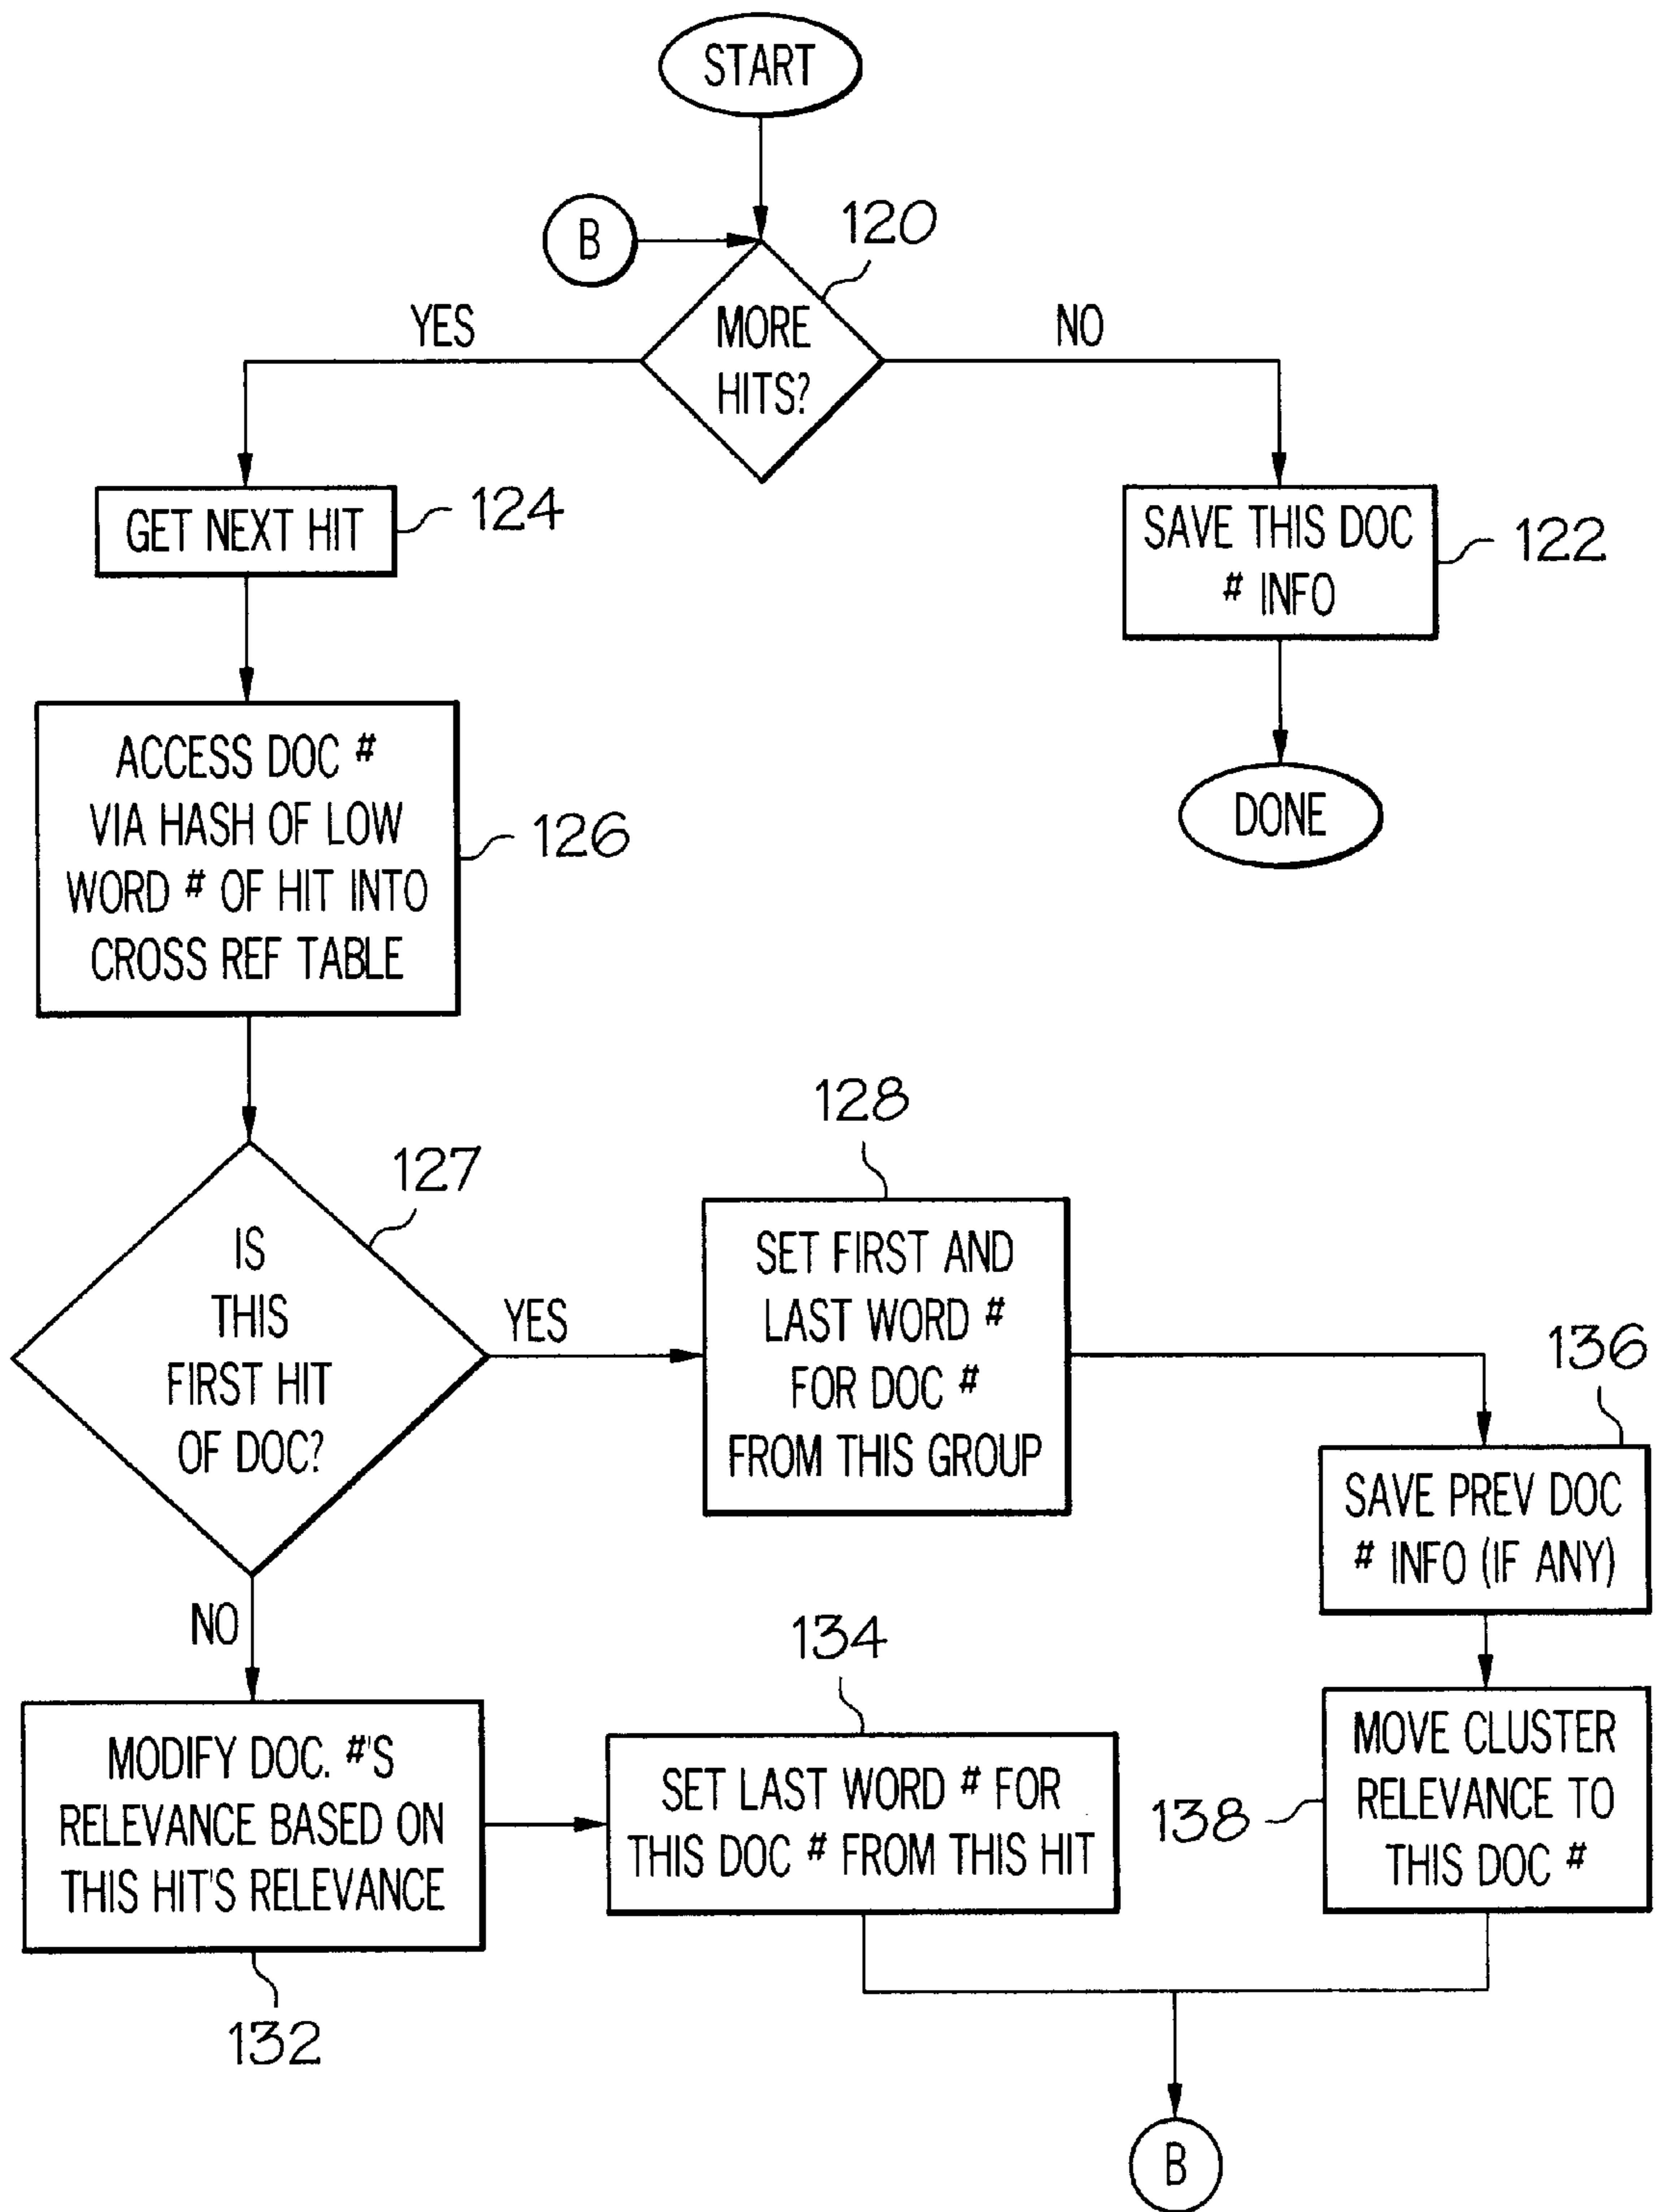 START
B
120
YES
MORE
HITS?
NO
GET NEXT HIT
124
SAVE THIS DOC
# INFO
122
DONE
ACCESS DOC #
VIA HASH OF LOW
WORD # OF HIT INTO
CROSS REF TABLE
126
127
IS
THIS
FIRST HIT
OF DOC?
YES
128
SET FIRST AND
LAST WORD #
FOR DOC #
FROM THIS GROUP
136
SAVE PREV DOC
# INFO (IF ANY)
NO
MODIFY DOC. #'S
RELEVANCE BASED ON
THIS HIT'S RELEVANCE
132
134
SET LAST WORD # FOR
THIS DOC # FROM THIS HIT
138
MOVE CLUSTER
RELEVANCE TO
THIS DOC #
B